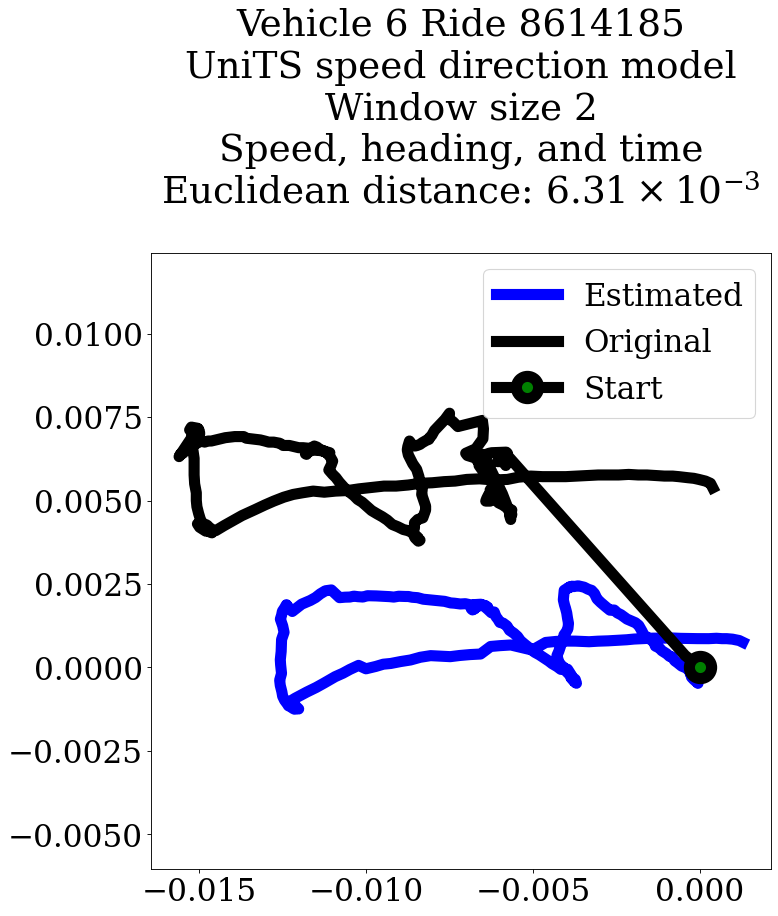 Vehicle 6 Ride 8614185
UniTS speed direction model
Window size 2
Speed, heading, and time
Euclidean distance: 6.31 × 10⁻³
Estimated
Original
Start
0.0100
0.0075
0.0050
0.0025
0.0000
−0.0025
−0.0050
−0.015 −0.010 −0.005 0.000